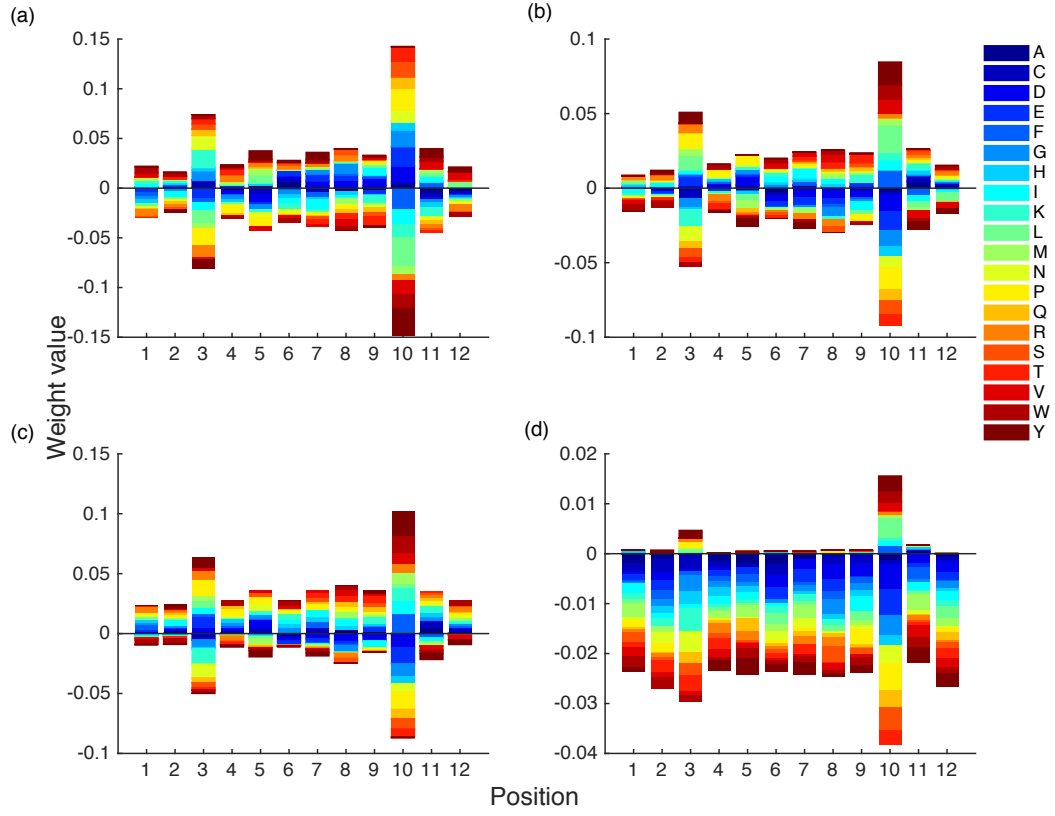 (a)
(b)
0.15
0.1
0.05
0
-0.05
-0.1
-0.15
1 2 3 4 5 6 7 8 9 10 11 12
0.1
0.05
0
-0.05
-0.1
1 2 3 4 5 6 7 8 9 10 11 12
A
C
D
E
F
G
H
I
K
L
M
N
P
Q
R
S
T
V
W
Y
Weight value
(c)
(d)
0.15
0.1
0.05
0
-0.05
-0.1
1 2 3 4 5 6 7 8 9 10 11 12
0.02
0.01
0
-0.01
-0.02
-0.03
-0.04
1 2 3 4 5 6 7 8 9 10 11 12
Position